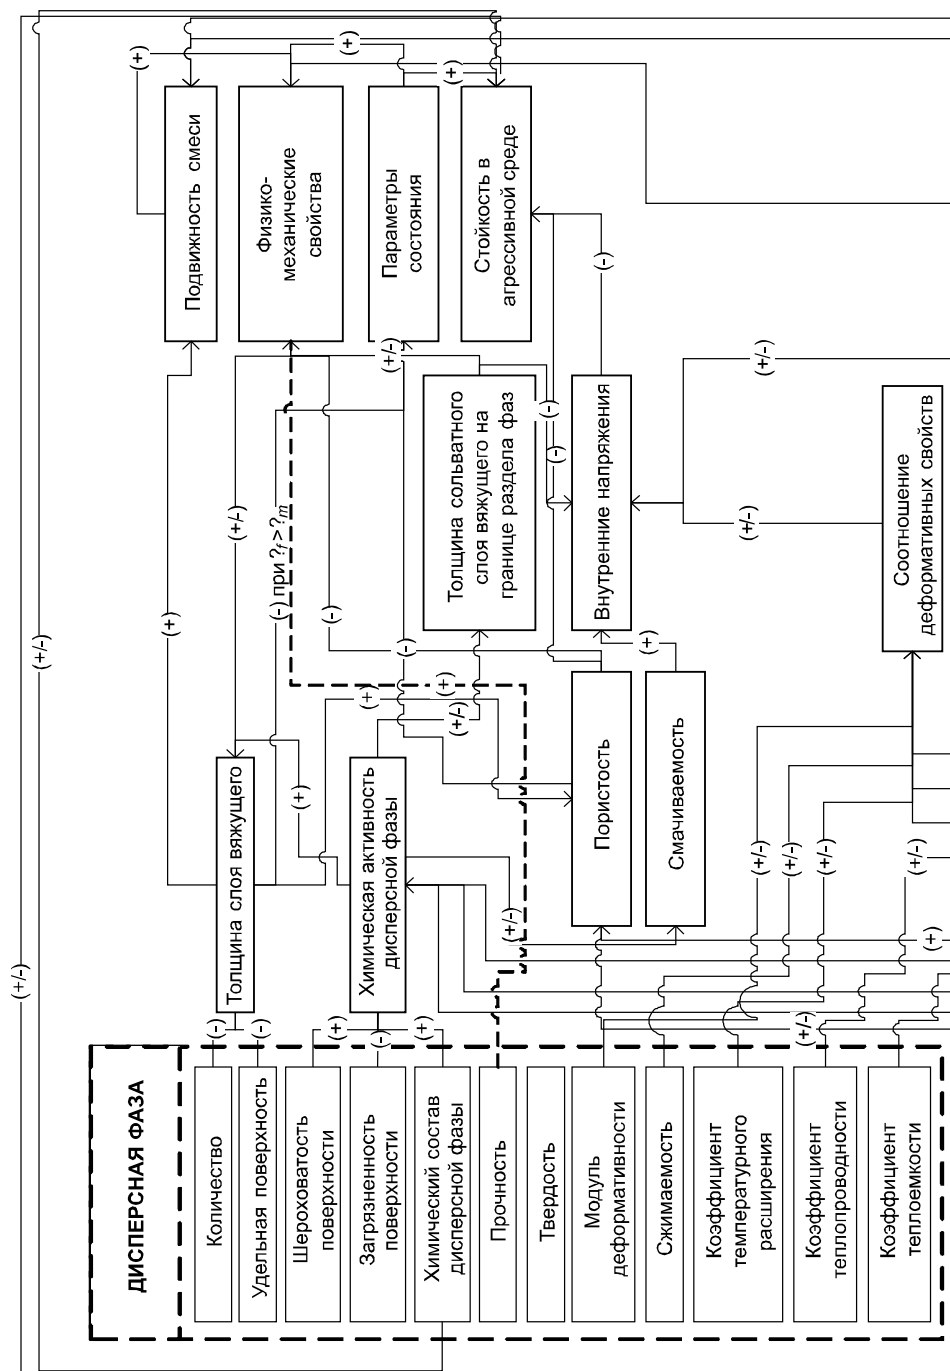 ДИСПЕРСНАЯ ФАЗА
Количество
Удельная поверхность
Шероховатость
поверхности
Загрязненность
поверхности
Химический состав
дисперсной фазы
Прочность
Твердость
Модуль
деформативности
Сжимаемость
Коэффициент
температурного
расширения
Коэффициент
теплопроводности
Коэффициент
теплоемкости
(-)
(-)
(+)
(-)
(+)
(+/-)
Толщина слоя вяжущего
Химическая активность
дисперсной фазы
Пористость
Смачиваемость
(+/-)
(+)
(+/-)
(+/-)
(+/-)
(+/-)
(+)
(+)
(+/-)
(+)
(+)
(-)
(-)
(+)
(+/-)
(-) при ?f>?m
(+/-)
(+/-)
Толщина сольватного
слоя вяжущего на
границе раздела фаз
Внутренние напряжения
Соотношение
деформативных свойств
(+/-)
(+/-)
(+/-)
(-)
(-)
(-)
Подвижность смеси
Физико-
механические
свойства
Параметры
состояния
Стойкость в
агрессивной среде
(+)
(+)
(+)